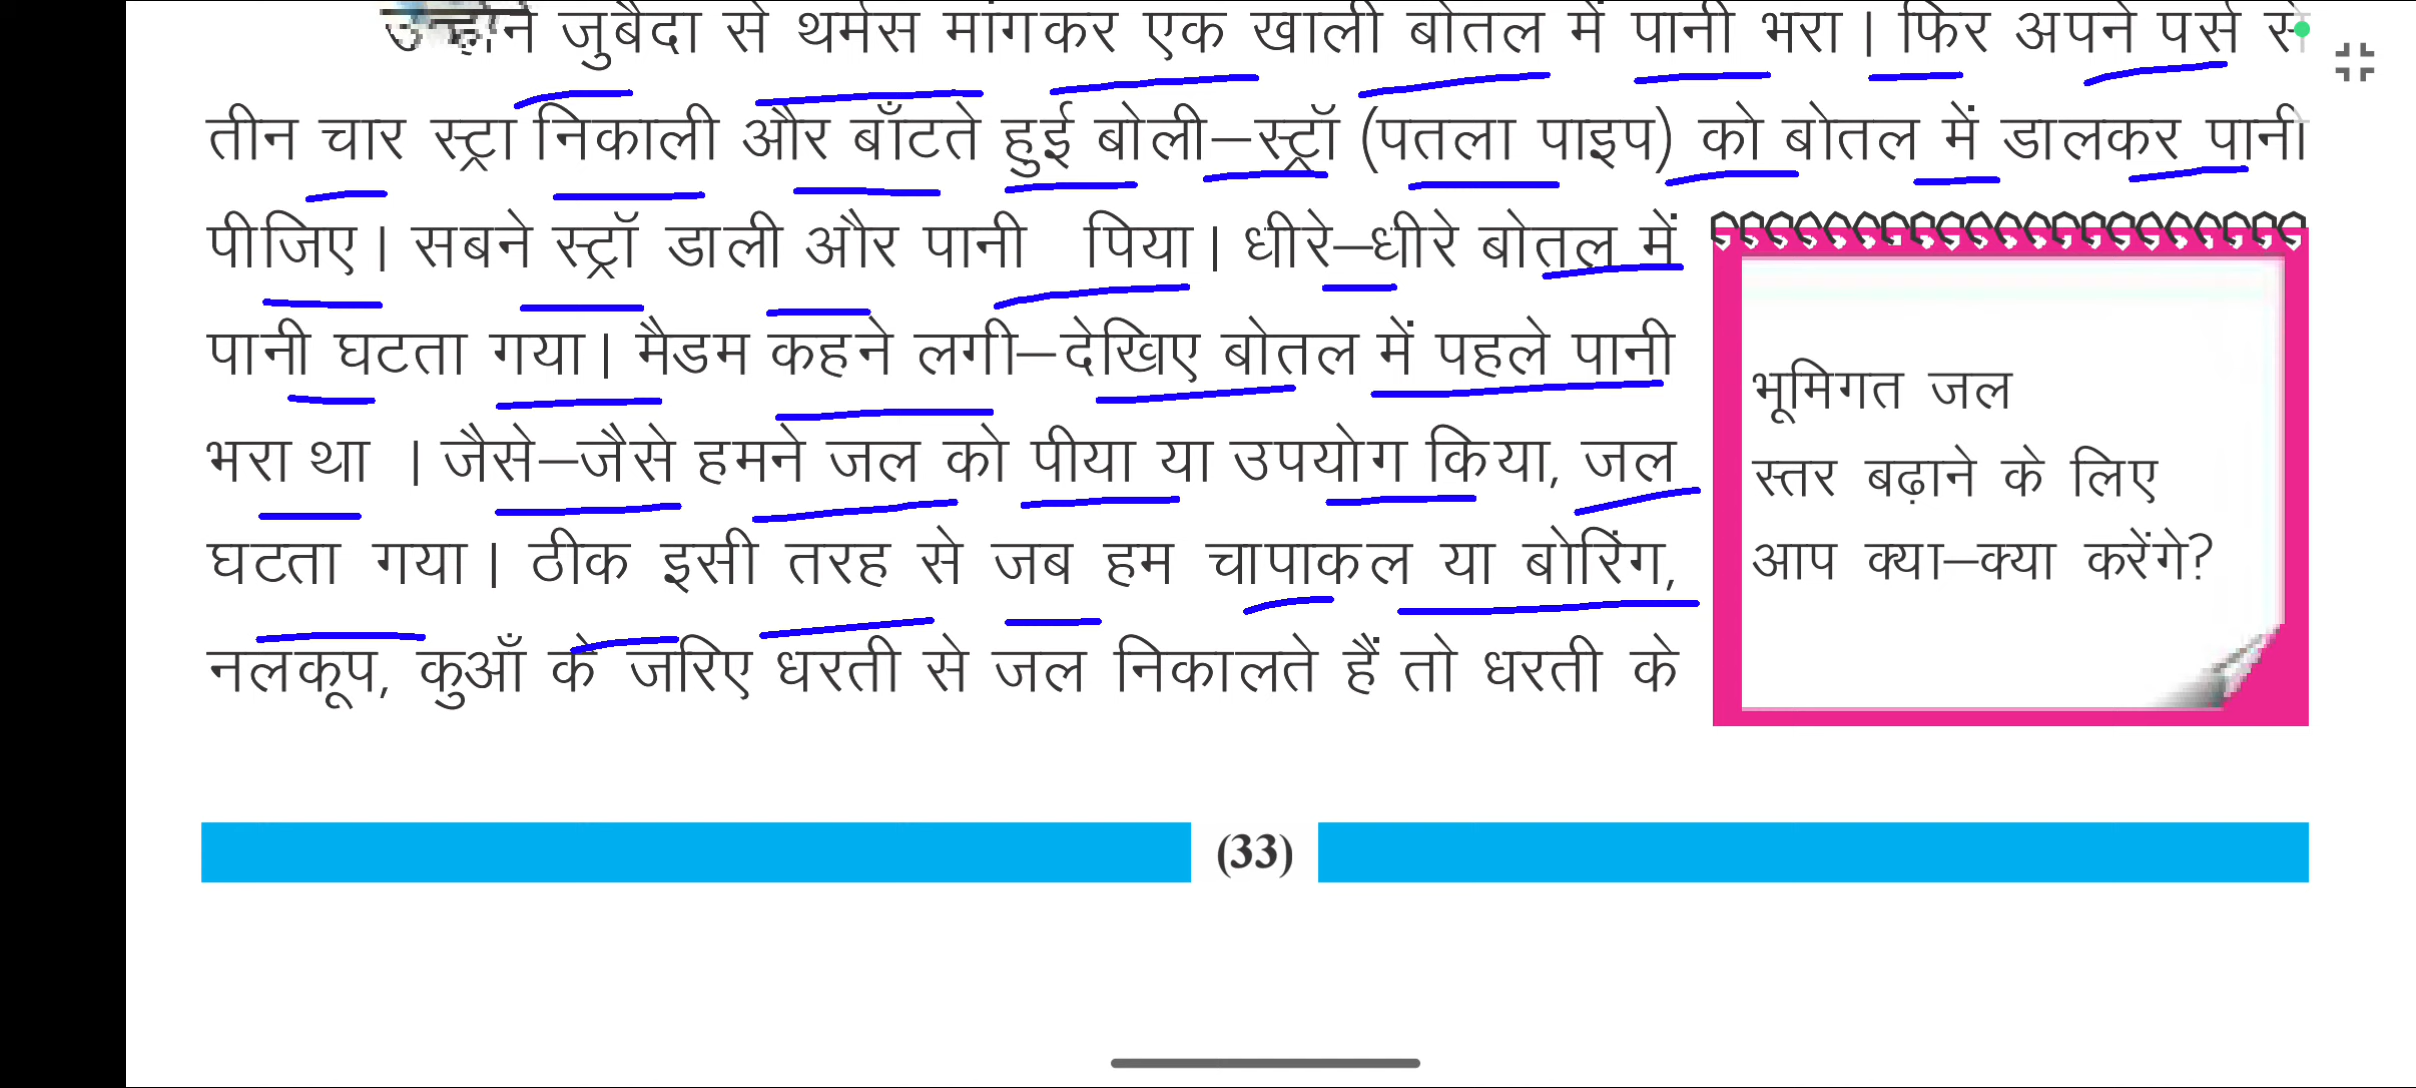 जुबैदा से थर्मस मांगकर एक खाली बोतल में पानी भरा। फिर अपने पर्स से
तीन चार स्ट्रा निकाली और बाँटते हुई बोली–स्ट्रॉ (पतला पाइप) को बोतल में डालकर पानी
पीजिए। सबने स्ट्रॉ डाली और पानी पिया। धीरे–धीरे बोतल में
पानी घटता गया। मैडम कहने लगी–देखिए बोतल में पहले पानी
भरा था । जैसे–जैसे हमने जल को पीया या उपयोग किया, जल
घटता गया। ठीक इसी तरह से जब हम चापाकल या बोरिंग,
नलकूप, कुआँ के जरिए धरती से जल निकालते हैं तो धरती के
भूमिगत जल
स्तर बढ़ाने के लिए
आप क्या–क्या करेंगे?
(33)